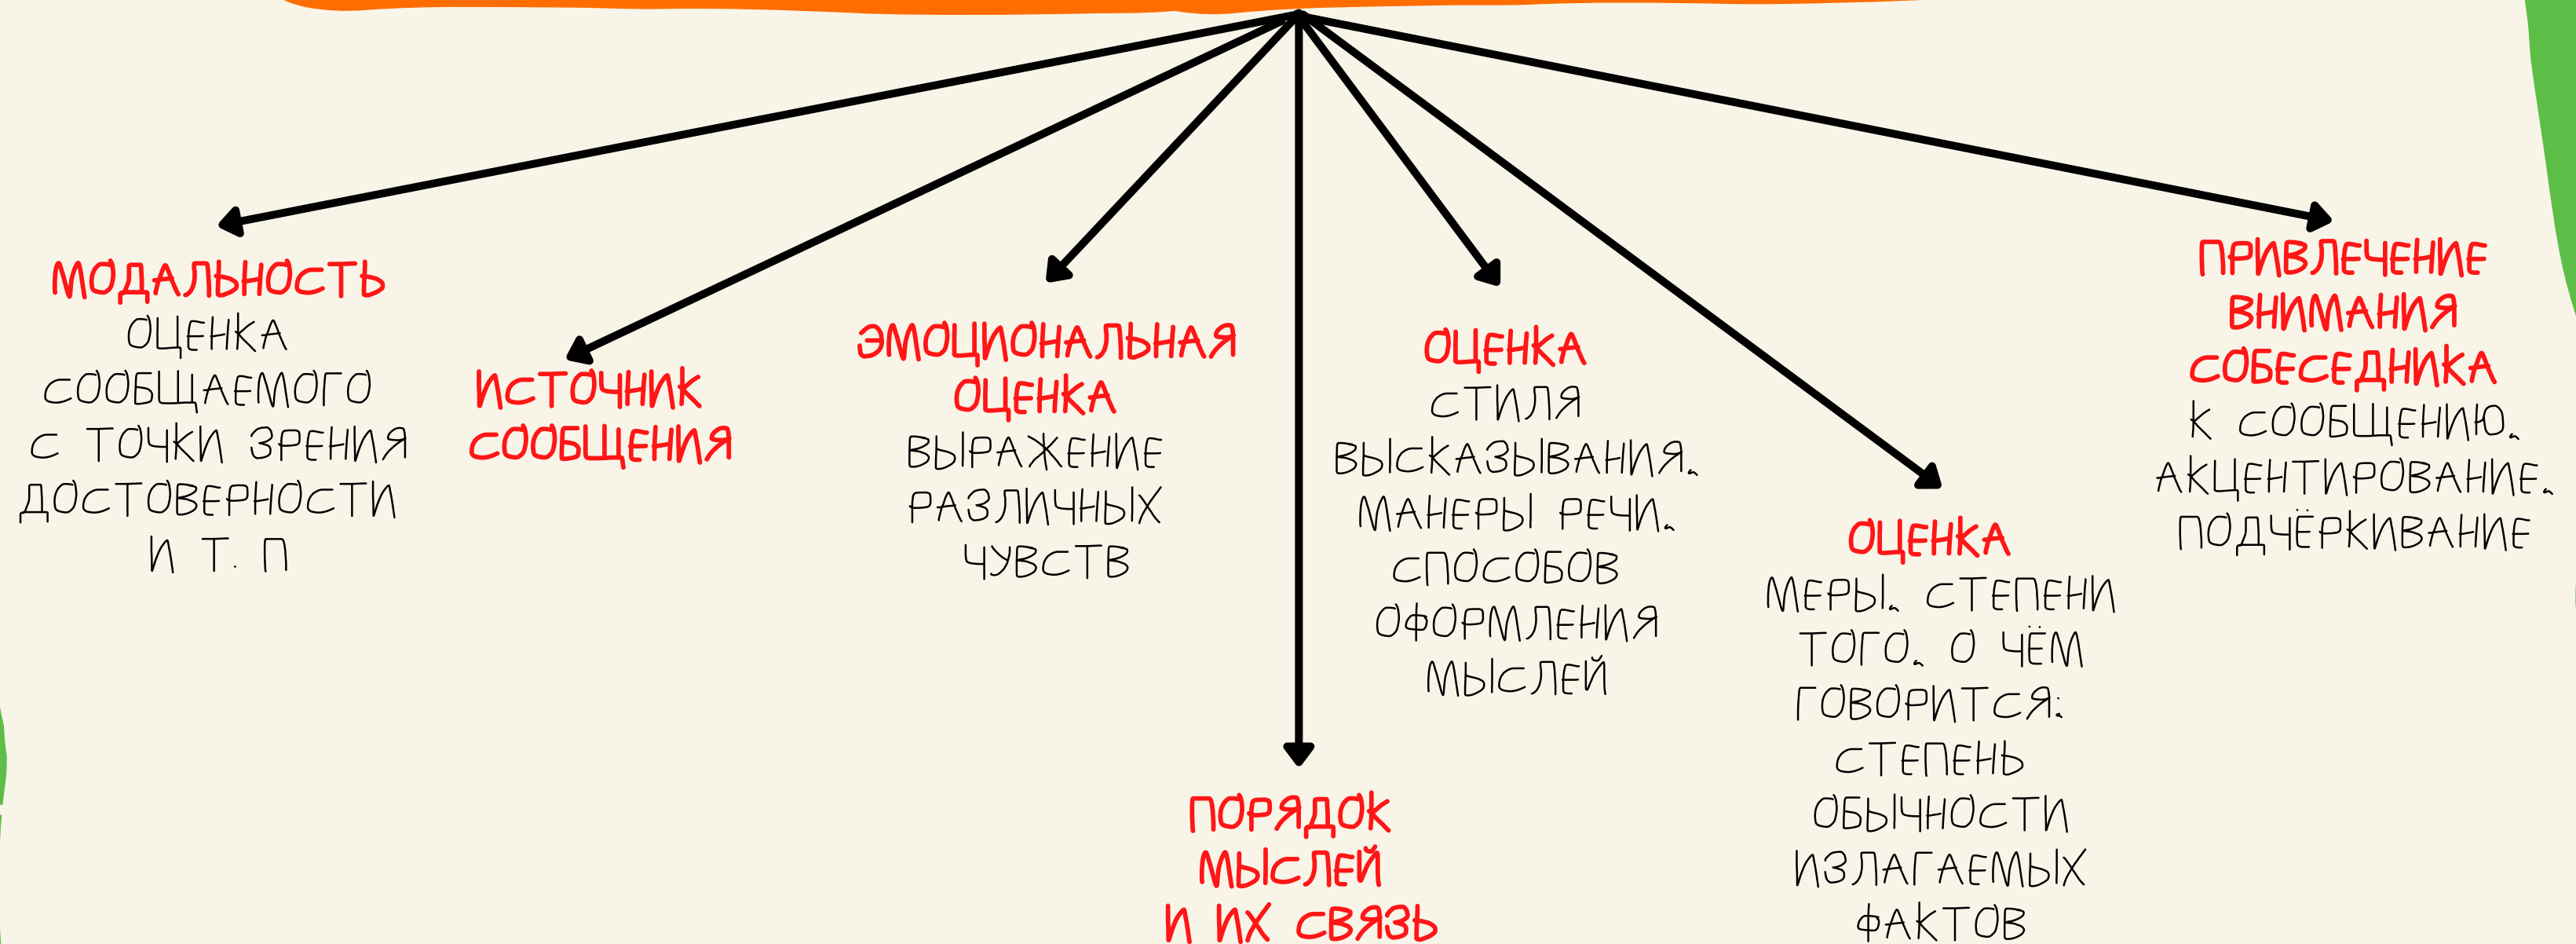 МОДАЛЬНОСТЬ
ОЦЕНКА
СООБЩАЕМОГО
С ТОЧКИ ЗРЕНИЯ
ДОСТОВЕРНОСТИ
И Т. П
ИСТОЧНИК
СООБЩЕНИЯ
ЭМОЦИОНАЛЬНАЯ
ОЦЕНКА
ВЫРАЖЕНИЕ
РАЗЛИЧНЫХ
ЧУВСТВ
ПОРЯДОК
МЫСЛЕЙ
И ИХ СВЯЗЬ
ОЦЕНКА
СТИЛЯ
ВЫСКАЗЫВАНИЯ,
МАНЕРЫ РЕЧИ,
СПОСОБОВ
ОФОРМЛЕНИЯ
МЫСЛЕЙ
ОЦЕНКА
МЕРЫ, СТЕПЕНИ
ТОГО, О ЧЁМ
ГОВОРИТСЯ;
СТЕПЕНЬ
ОБЫЧНОСТИ
ИЗЛАГАЕМЫХ
ФАКТОВ
ПРИВЛЕЧЕНИЕ
ВНИМАНИЯ
СОБЕСЕДНИКА
К СООБЩЕНИЮ,
АКЦЕНТИРОВАНИЕ,
ПОДЧЁРКИВАНИЕ